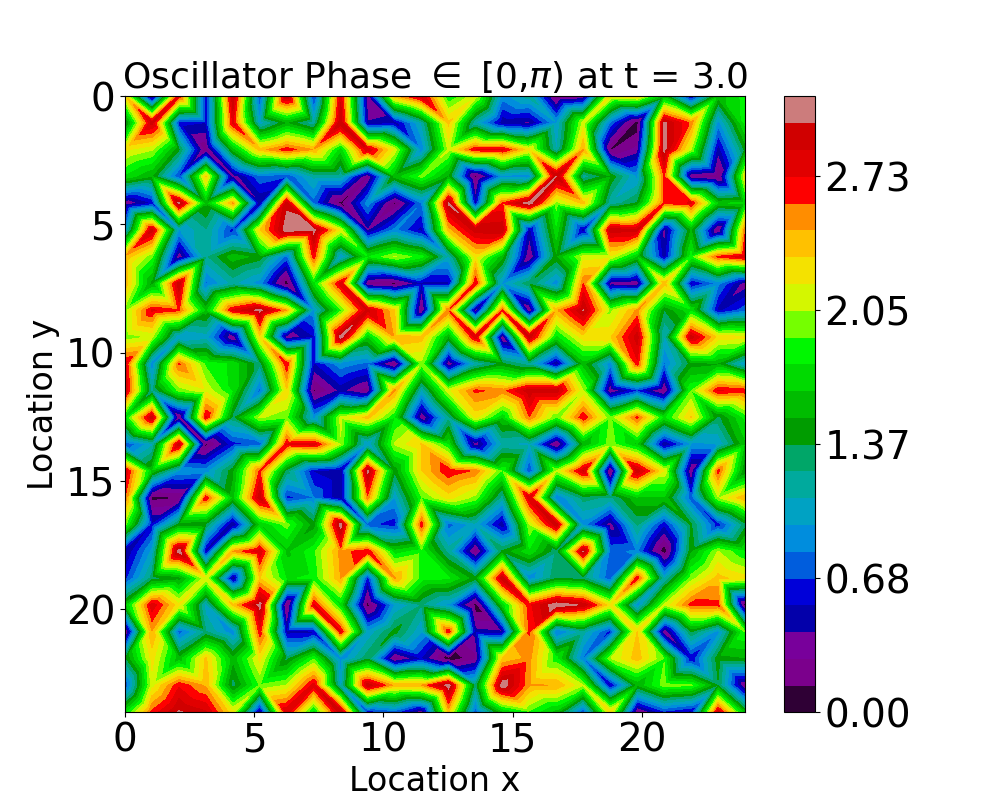 Oscillator Phase ∈ [0,π) at t = 3.0
0
5
10
15
20
Location y
0 5 10 15 20
Location x
2.73
2.05
1.37
0.68
0.00